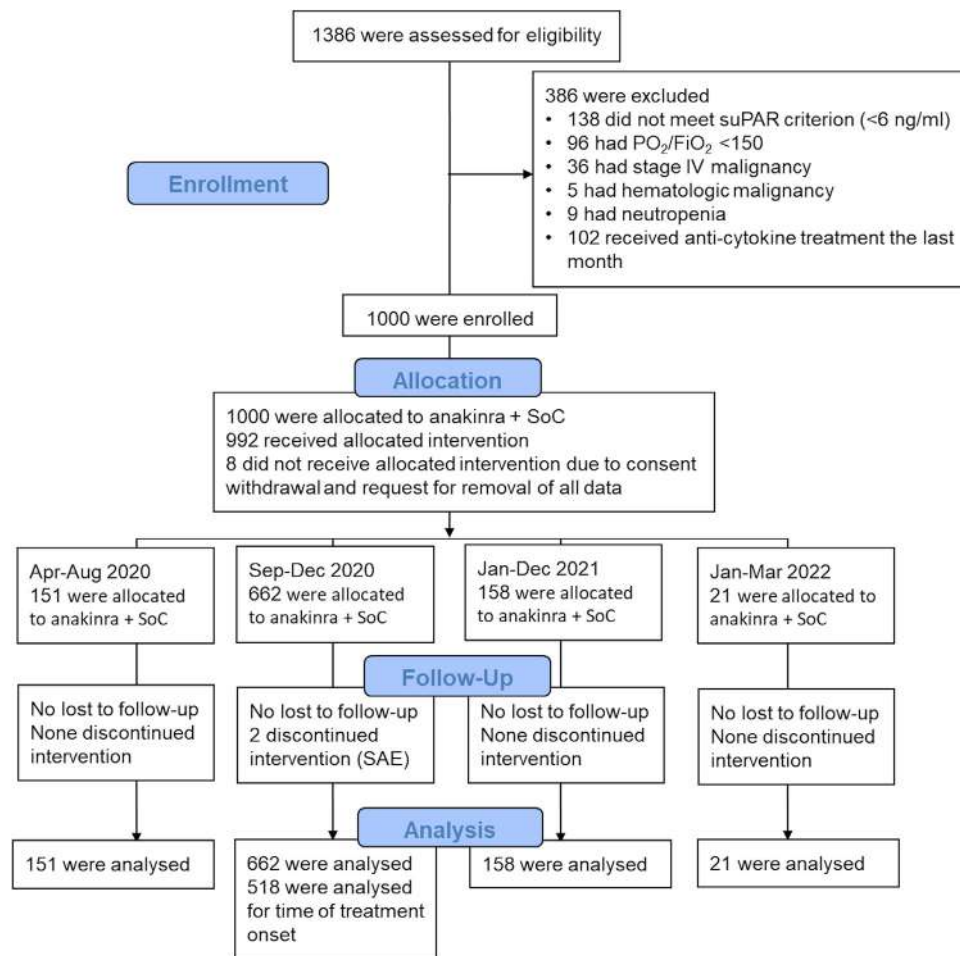 1386 were assessed for eligibility
386 were excluded
• 138 did not meet suPAR criterion (<6 ng/ml)
• 96 had PO₂/FiO₂ <150
• 36 had stage IV malignancy
• 5 had hematologic malignancy
• 9 had neutropenia
• 102 received anti-cytokine treatment the last
month
Enrollment
1000 were enrolled
Allocation
1000 were allocated to anakinra + SoC
992 received allocated intervention
8 did not receive allocated intervention due to consent
withdrawal and request for removal of all data
Apr-Aug 2020
151 were allocated
to anakinra + SoC
Sep-Dec 2020
662 were allocated
to anakinra + SoC
Jan-Dec 2021
158 were allocated
to anakinra + SoC
Jan-Mar 2022
21 were allocated to
anakinra + SoC
Follow-Up
No lost to follow-up
None discontinued
intervention
No lost to follow-up
2 discontinued
intervention (SAE)
No lost to follow-up
None discontinued
intervention
No lost to follow-up
None discontinued
intervention
Analysis
151 were analysed
662 were analysed
518 were analysed
for time of treatment
onset
158 were analysed
21 were analysed